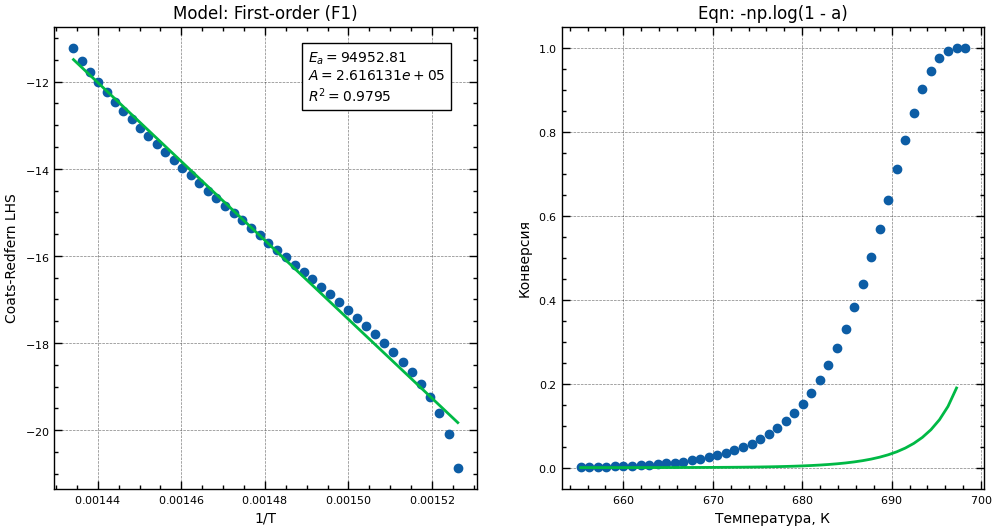 Model: First-order (F1)
Eₐ = 94952.81
A = 2.616131e + 05
R² = 0.9795
Coats-Redfern LHS
−12
−14
−16
−18
−20
0.00144
0.00146
0.00148
0.00150
0.00152
1/T
Eqn: -np.log(1 - a)
Конверсия
1.0
0.8
0.6
0.4
0.2
0.0
660
670
680
690
700
Температура, К